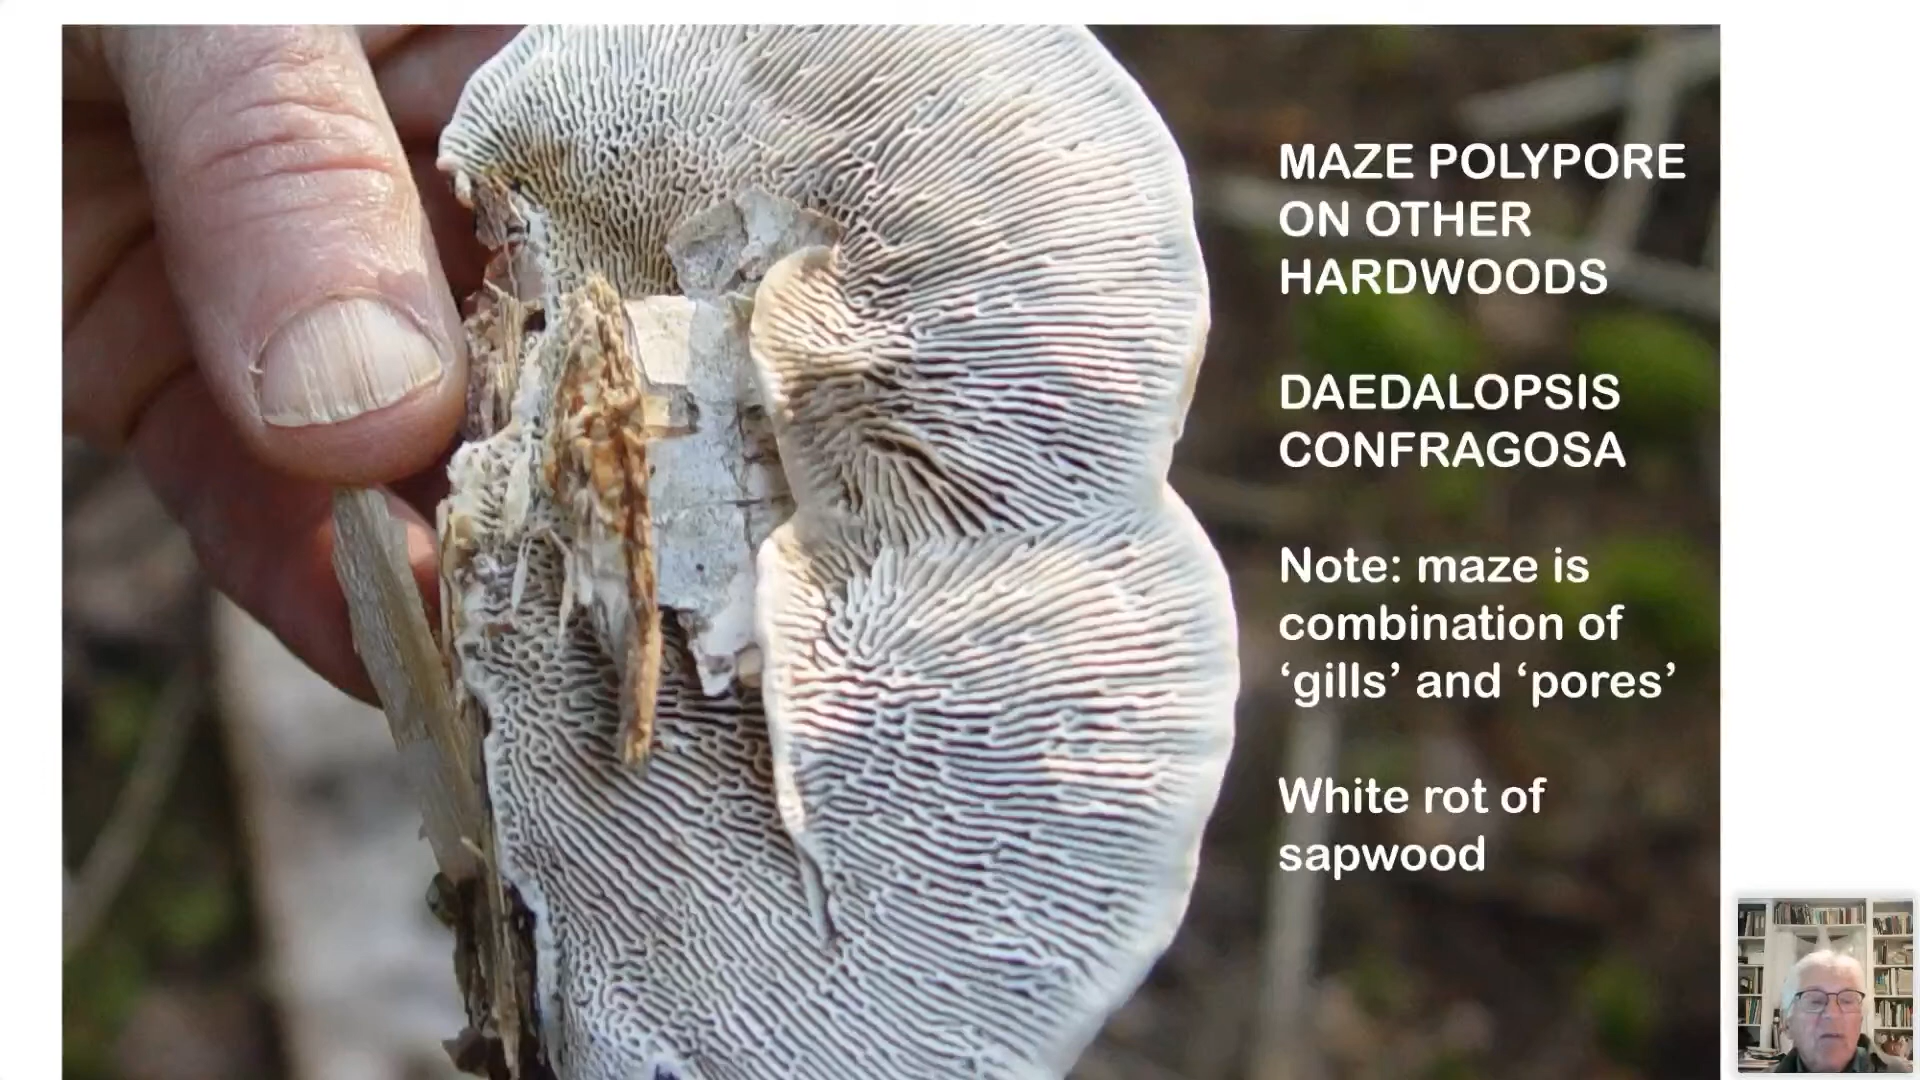 MAZE POLYPORE
ON OTHER
HARDWOODS
DAEDALOPSIS
CONFRAGOSA
Note: maze is
combination of
‘gills’ and ‘pores’
White rot of
sapwood